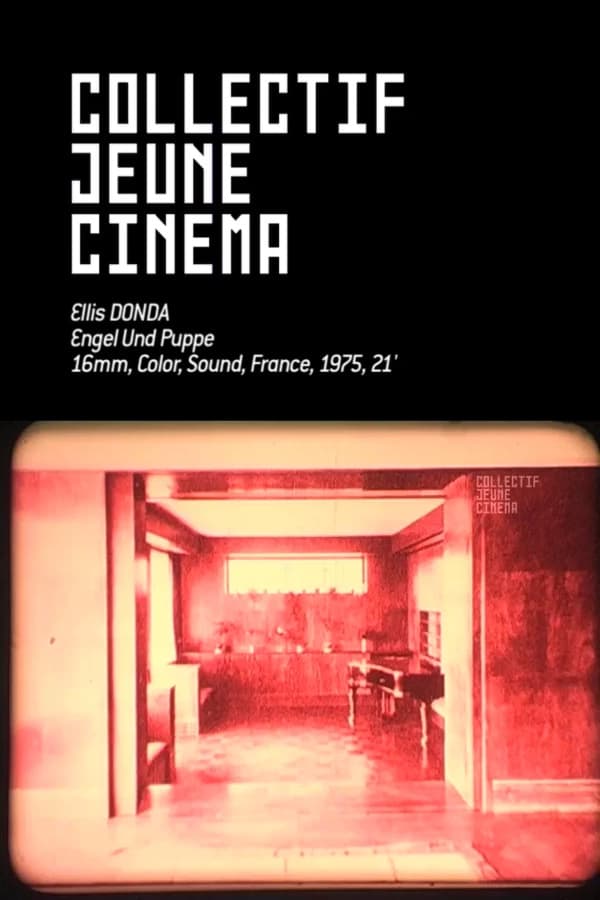 COLLECTIF
JEUNE
CINEMA
Ellis DONDA
Engel Und Puppe
16mm, Color, Sound, France, 1975, 21'
COLLECTIF
JEUNE
CINEMA